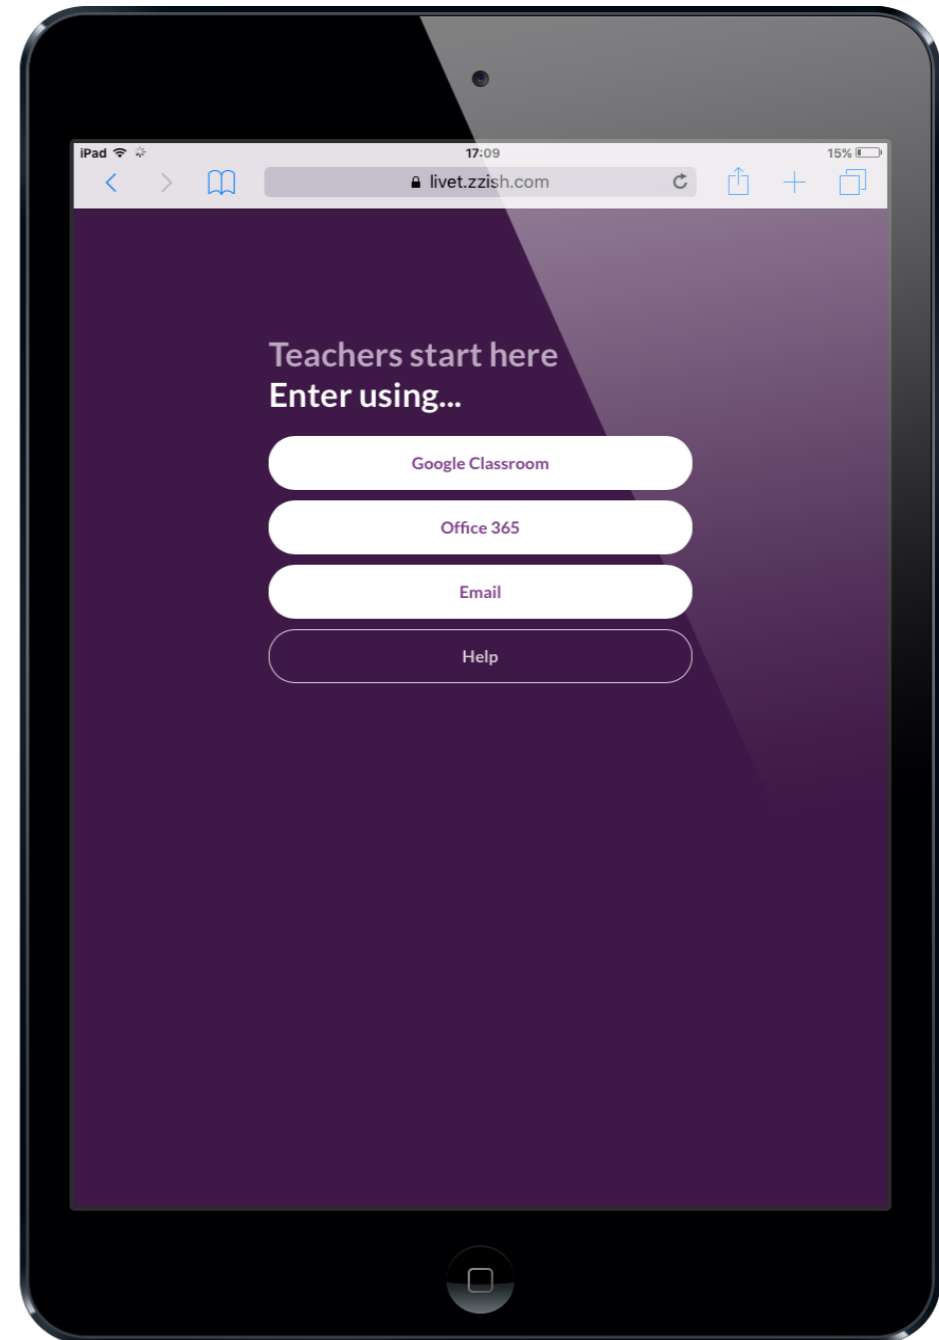 iPad 17:09 15%
livet.zzish.com
Teachers start here
Enter using...
Google Classroom
Office 365
Email
Help